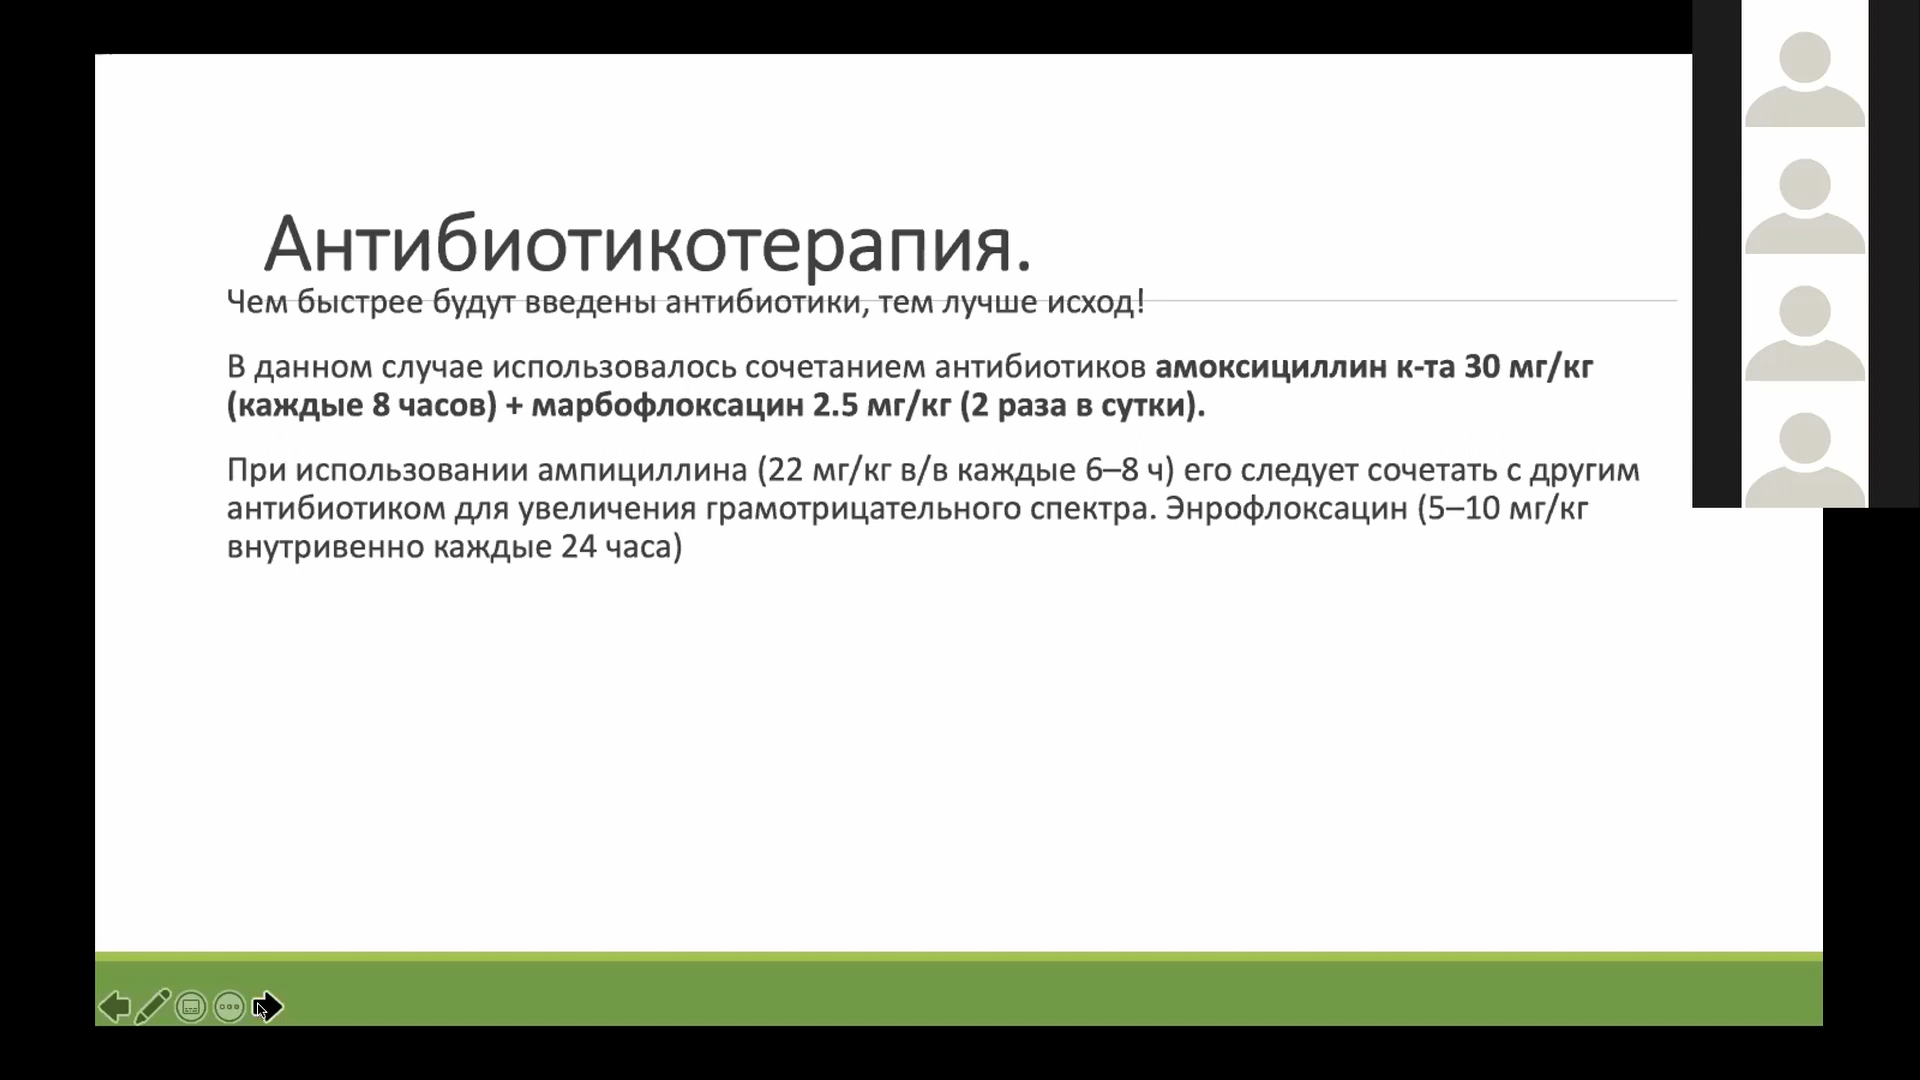 Антибиотикотерапия.
Чем быстрее будут введены антибиотики, тем лучше исход!
В данном случае использовалось сочетанием антибиотиков амоксициллин к-та 30 мг/кг
(каждые 8 часов) + марбофлоксацин 2.5 мг/кг (2 раза в сутки).
При использовании ампициллина (22 мг/кг в/в каждые 6–8 ч) его следует сочетать с другим
антибиотиком для увеличения грамотрицательного спектра. Энрофлоксацин (5–10 мг/кг
внутривенно каждые 24 часа)